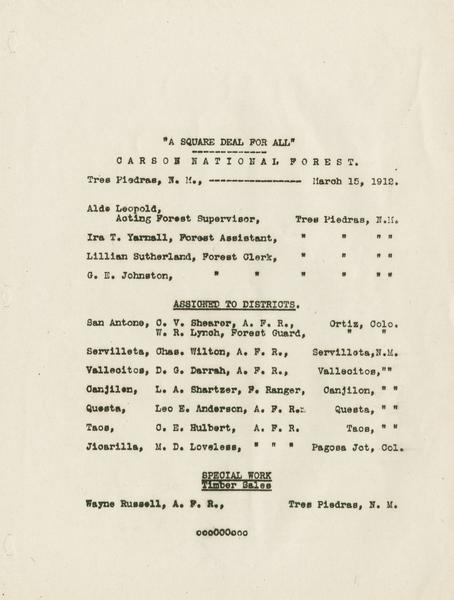 "A SQUARE DEAL FOR ALL"
-------------
CARSON NATIONAL FOREST.
Tres Piedras, N. M., ---------------- March 15, 1912.
Aldo Leopold,
Acting Forest Supervisor, Tres Piedras, N.M.
Ira T. Yarnall, Forest Assistant, " " " "
Lillian Sutherland, Forest Clerk, " " " "
G. E. Johnston, " " " " " "
ASSIGNED TO DISTRICTS.
San Antone, C. V. Shearer, A. F. R., Ortiz, Colo.
W. R. Lynch, Forest Guard, " "
Servilleta, Chas. Wilton, A. F. R., Servilleta,N.M.
Vallecitos, D. G. Darrah, A. F. R., Vallecitos,""
Canjilon, L. A. Shartzer, F. Ranger, Canjilon, " "
Questa, Leo E. Anderson, A. F. R. Questa, " "
Taos, C. E. Hulbert, A. F. R. Taos, " "
Jicarilla, M. D. Loveless, " " " Pagosa Jct, Col.
SPECIAL WORK
Timber Sales
Wayne Russell, A. F. R., Tres Piedras, N. M.
oooOOOooo